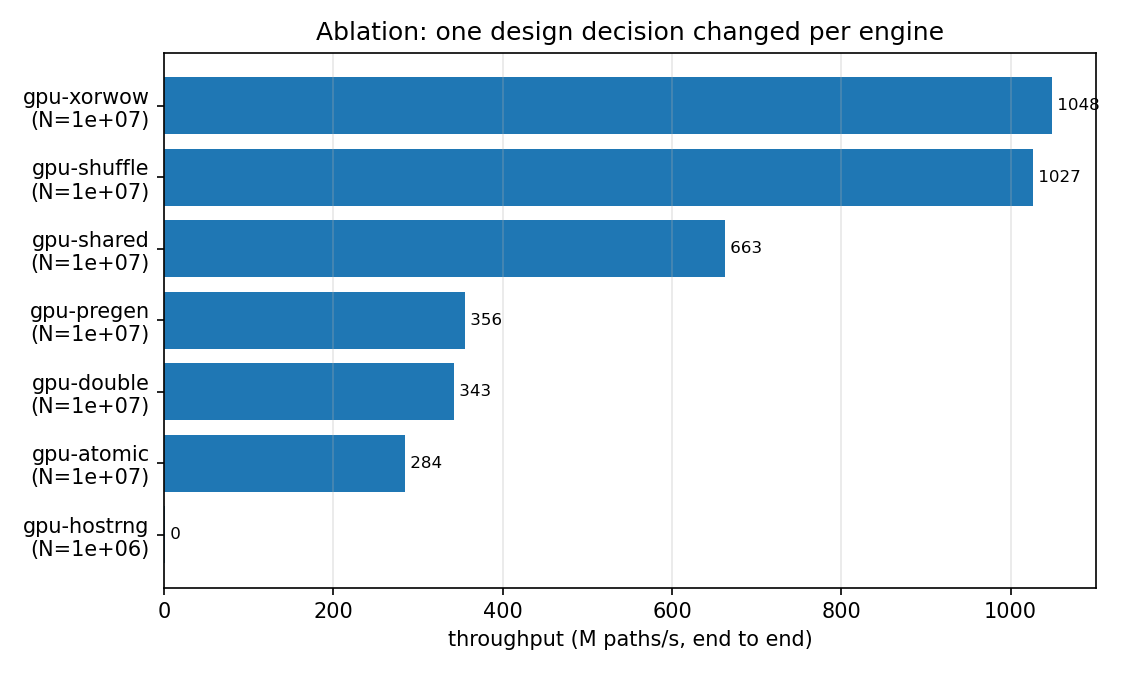 Ablation: one design decision changed per engine
gpu-xorwow
(N=1e+07)
1048
gpu-shuffle
(N=1e+07)
1027
gpu-shared
(N=1e+07)
663
gpu-pregen
(N=1e+07)
356
gpu-double
(N=1e+07)
343
gpu-atomic
(N=1e+07)
284
gpu-hostrng
(N=1e+06)
0
0 200 400 600 800 1000
throughput (M paths/s, end to end)